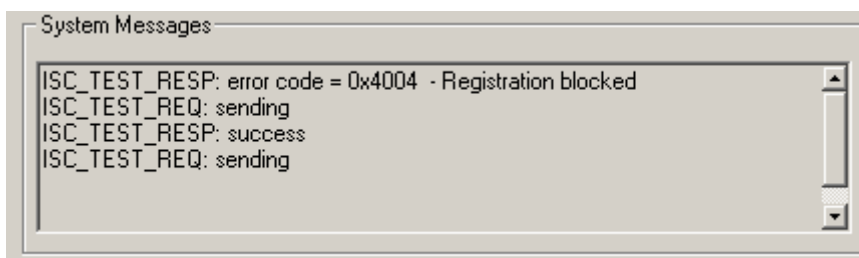 System Messages
ISC_TEST_RESP: error code = 0x4004 - Registration blocked
ISC_TEST_REQ: sending
ISC_TEST_RESP: success
ISC_TEST_REQ: sending